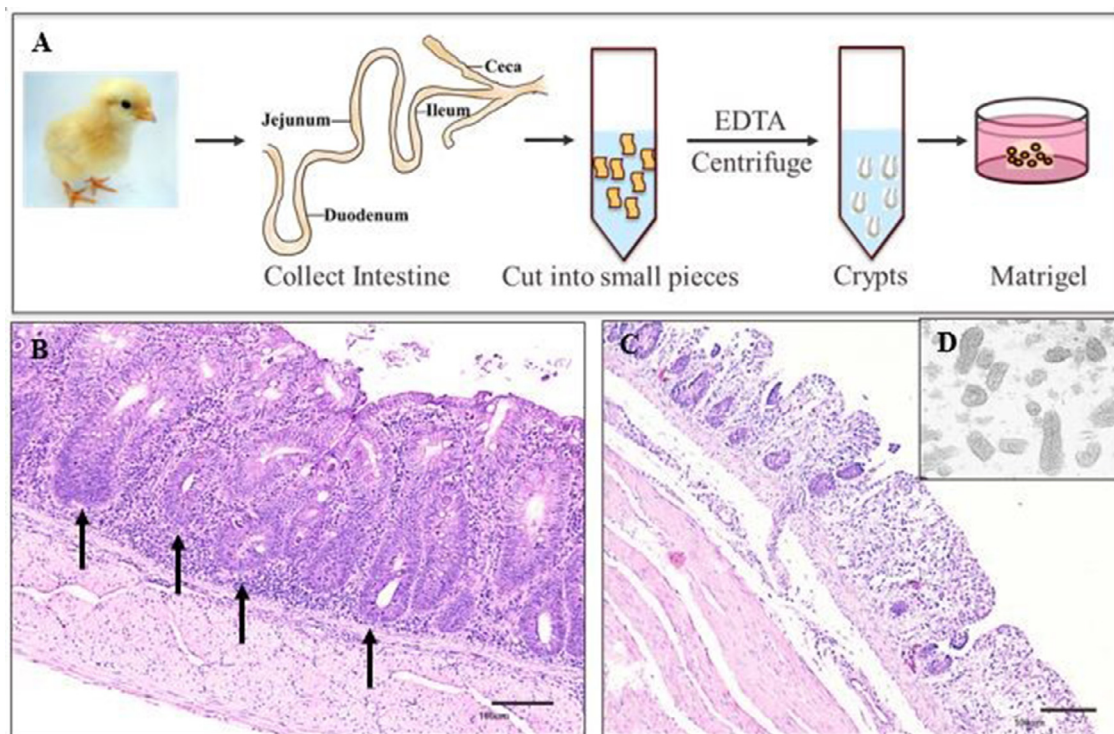 A
Jejunum
Ceca
Ileum
Duodenum
EDTA
Centrifuge
Collect Intestine
Cut into small pieces
Crypts
Matrigel
B
C
D